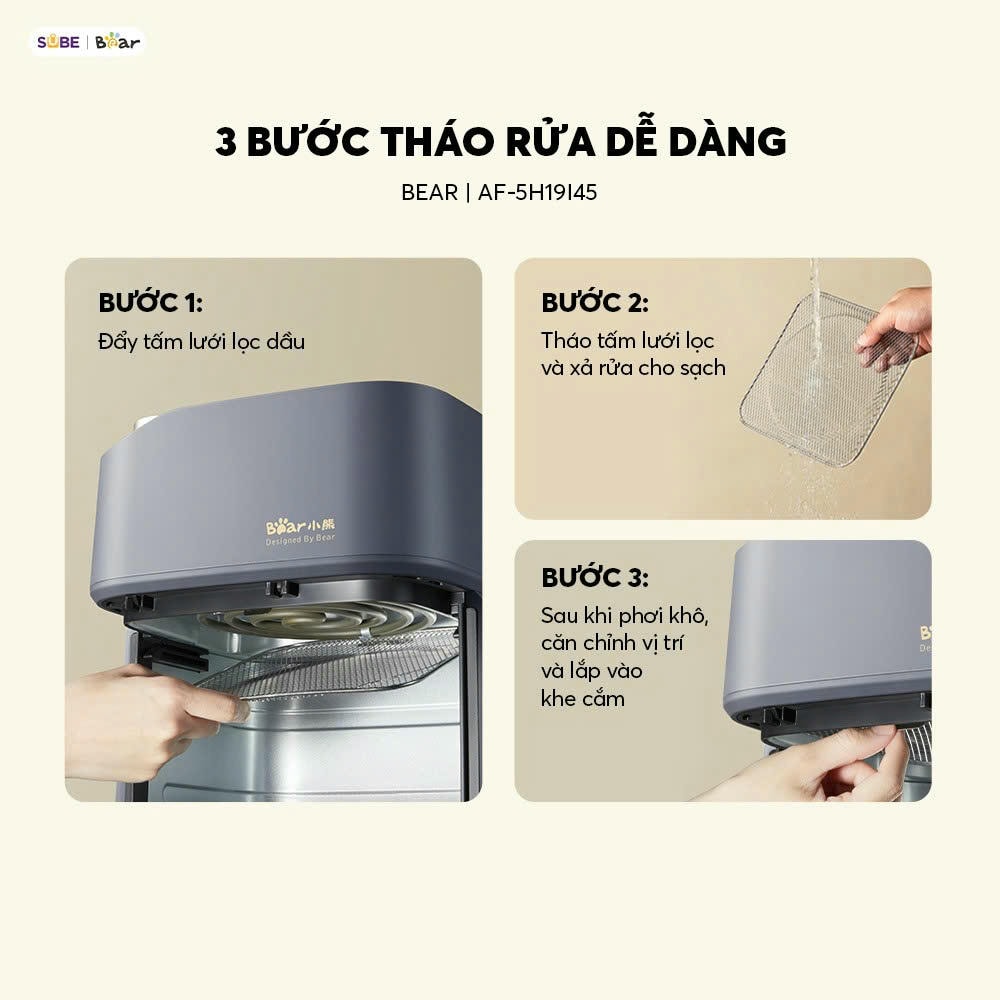 SUBE | Bear
3 BƯỚC THÁO RỬA DỄ DÀNG
BEAR | AF-5H19I45
BƯỚC 1:
Đẩy tấm lưới lọc dầu
Bear小熊
Designed By Bear
BƯỚC 2:
Tháo tấm lưới lọc
và xả rửa cho sạch
BƯỚC 3:
Sau khi phơi khô,
căn chỉnh vị trí
và lắp vào
khe cắm